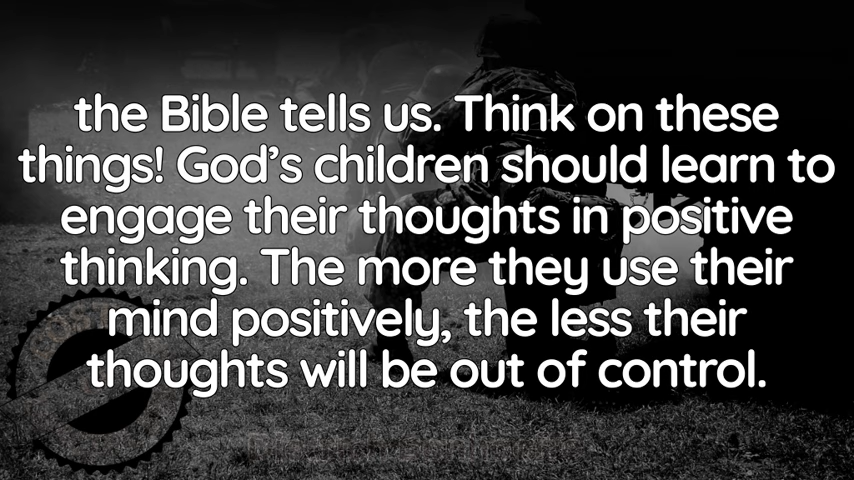 the Bible tells us. Think on these
things! God’s children should learn to
engage their thoughts in positive
thinking. The more they use their
mind positively, the less their
thoughts will be out of control.